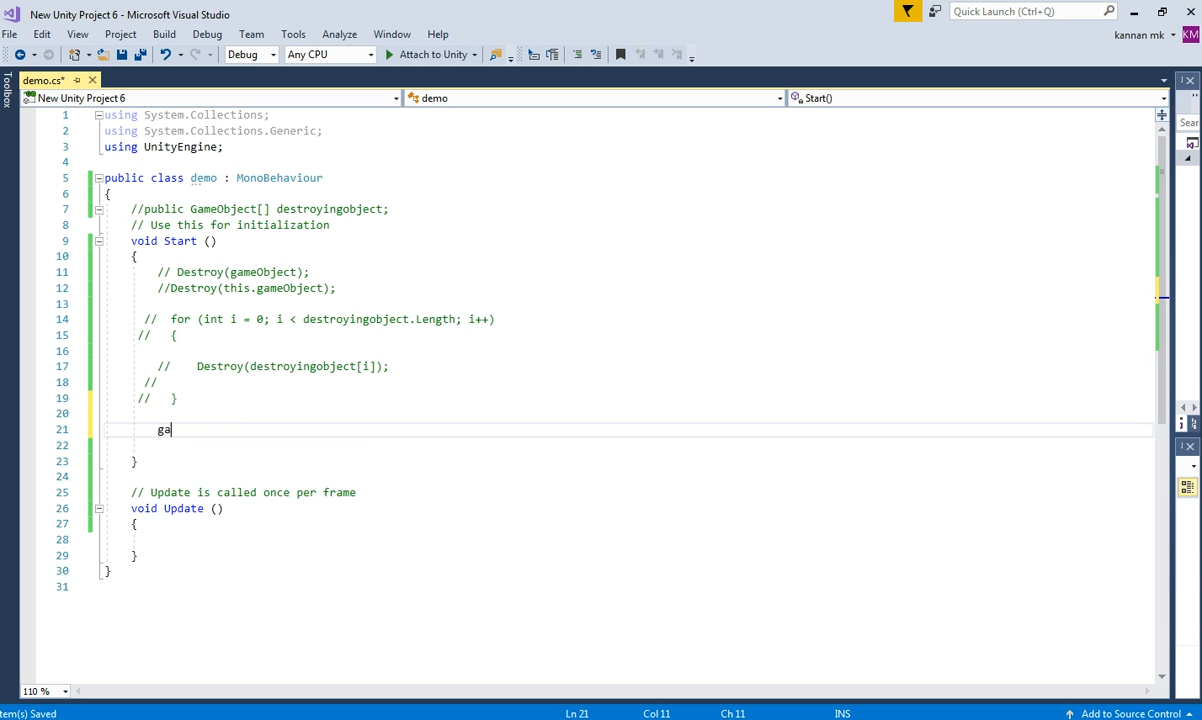 New Unity Project 6 - Microsoft Visual Studio
Quick Launch (Ctrl+Q)
File Edit View Project Build Debug Team Tools Analyze Window Help
kannan mk KM
Debug Any CPU Attach to Unity
Toolbox
demo.cs*
New Unity Project 6 demo Start()
Sear
1 using System.Collections;
2 using System.Collections.Generic;
3 using UnityEngine;
4
5 public class demo : MonoBehaviour
6 {
7 //public GameObject[] destroyingobject;
8 // Use this for initialization
9 void Start ()
10 {
11 // Destroy(gameObject);
12 //Destroy(this.gameObject);
13
14 // for (int i = 0; i < destroyingobject.Length; i++)
15 // {
16
17 // Destroy(destroyingobject[i]);
18 //
19 // }
20
21 ga
22
23 }
24
25 // Update is called once per frame
26 void Update ()
27 {
28
29 }
30 }
31
110 %
tem(s) Saved Ln 21 Col 11 Ch 11 INS Add to Source Control